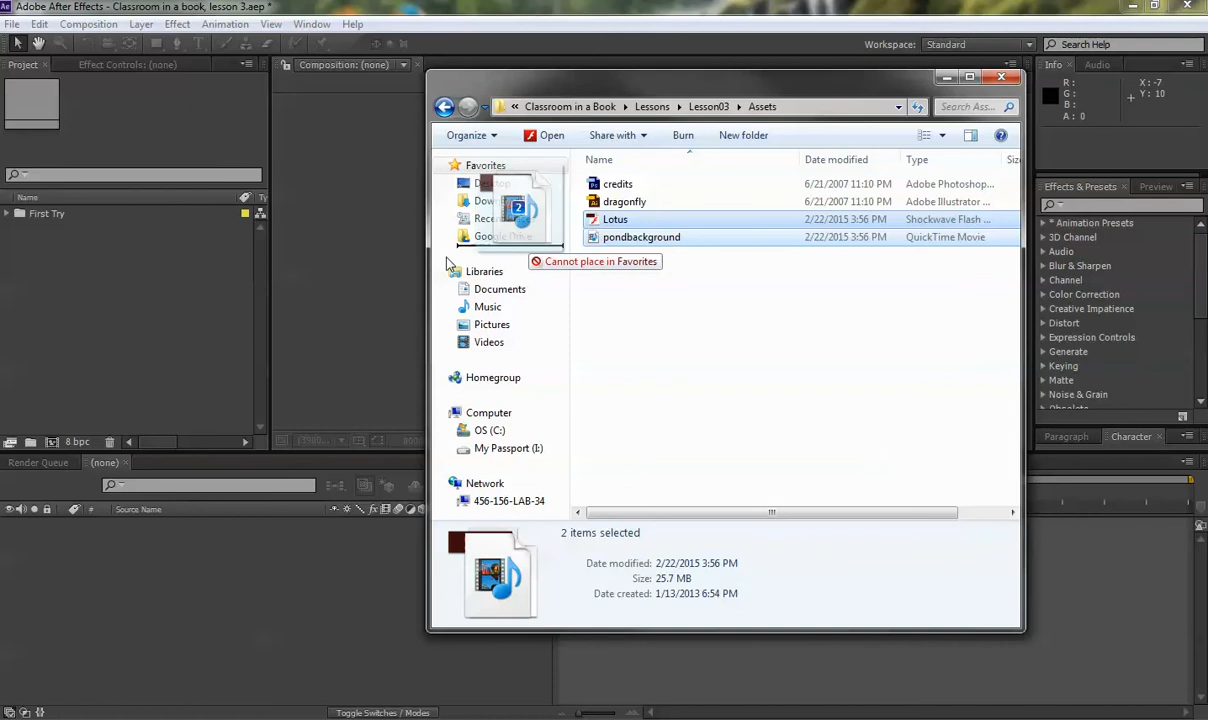 Ae Adobe After Effects - Classroom in a book, lesson 3.aep *
File Edit Composition Layer Effect Animation View Window Help
Workspace: Standard Search Help
Project Effect Controls: (none) Composition: (none) Info Audio
R: G: B: A: 0
X: -7 Y: 10
« Classroom in a Book Lessons Lesson03 Assets Search Ass...
Organize Open Share with Burn New folder
Name
First Try
8 bpc
Favorites
Google Drive
Libraries
Documents
Music
Pictures
Videos
Homegroup
Computer
OS (C:)
My Passport (I:)
Network
456-156-LAB-34
2
Cannot place in Favorites
Name Date modified Type
credits 6/21/2007 11:10 PM Adobe Photoshop...
dragonfly 6/21/2007 11:10 PM Adobe Illustrator ...
Lotus 2/22/2015 3:56 PM Shockwave Flash ...
pondbackground 2/22/2015 3:56 PM QuickTime Movie
2 items selected
Date modified: 2/22/2015 3:56 PM
Size: 25.7 MB
Date created: 1/13/2013 6:54 PM
Effects & Presets Preview
* Animation Presets
3D Channel
Audio
Blur & Sharpen
Channel
Color Correction
Creative Impatience
Distort
Expression Controls
Generate
Keying
Matte
Noise & Grain
Obsolete
Paragraph Character
Render Queue (none)
# Source Name
Toggle Switches / Modes